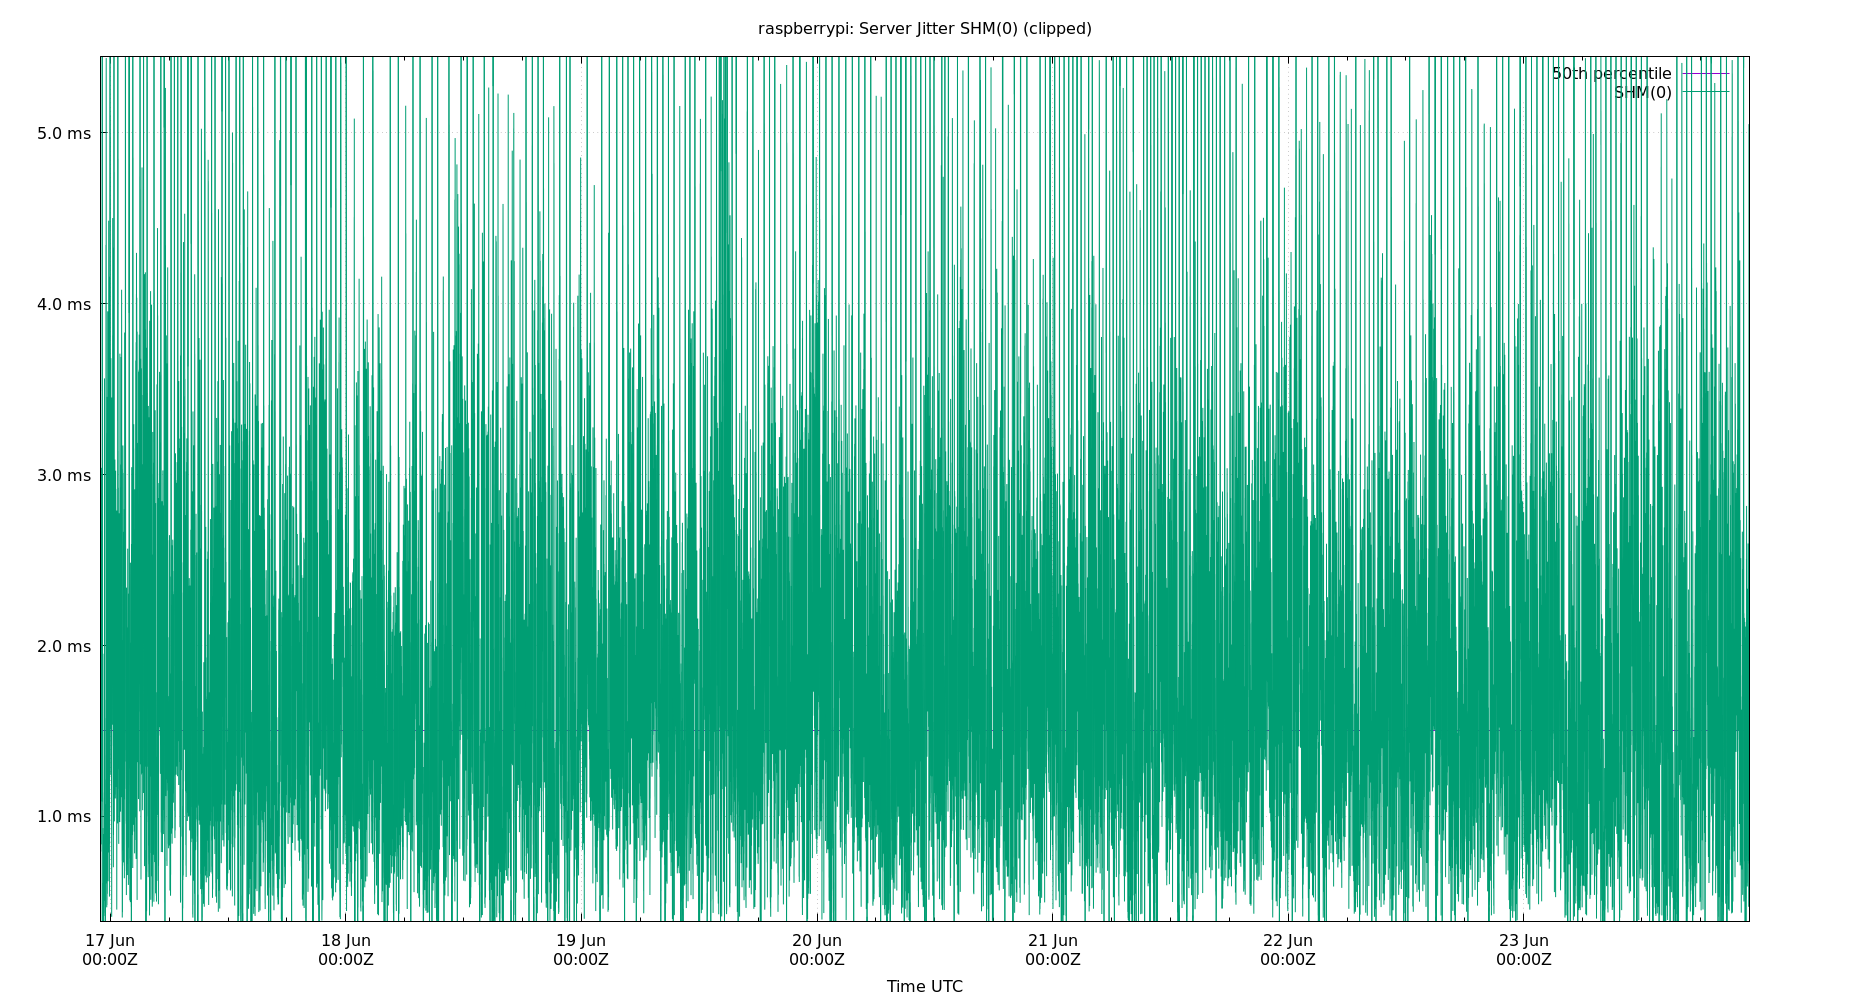 raspberrypi: Server Jitter SHM(0) (clipped)
50th percentile
SHM(0)
5.0 ms
4.0 ms
3.0 ms
2.0 ms
1.0 ms
17 Jun 18 Jun 19 Jun 20 Jun 21 Jun 22 Jun 23 Jun
00:00Z 00:00Z 00:00Z 00:00Z 00:00Z 00:00Z 00:00Z
Time UTC